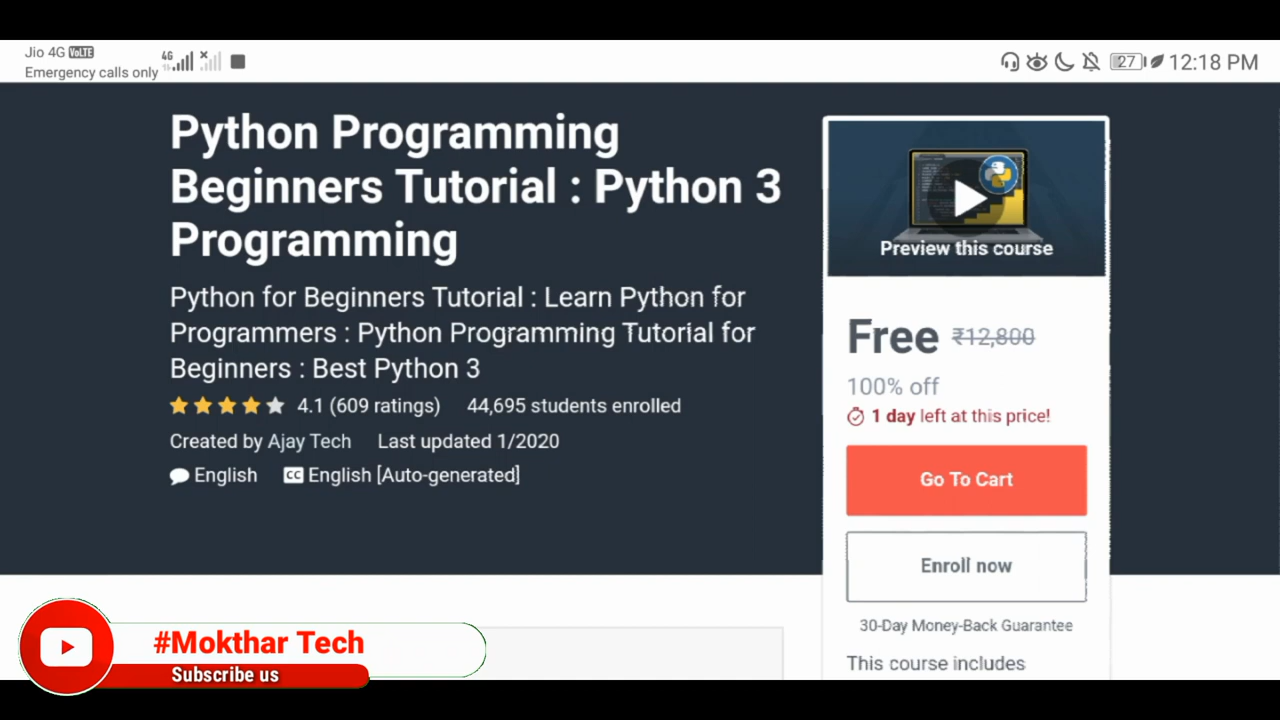 Jio 4G VoLTE
Emergency calls only
4G
27
12:18 PM
Python Programming
Beginners Tutorial : Python 3
Programming
Python for Beginners Tutorial : Learn Python for
Programmers : Python Programming Tutorial for
Beginners : Best Python 3
4.1 (609 ratings) 44,695 students enrolled
Created by Ajay Tech Last updated 1/2020
English CC English [Auto-generated]
Preview this course
Free ₹12,800
100% off
1 day left at this price!
Go To Cart
Enroll now
30-Day Money-Back Guarantee
This course includes
#Mokthar Tech
Subscribe us